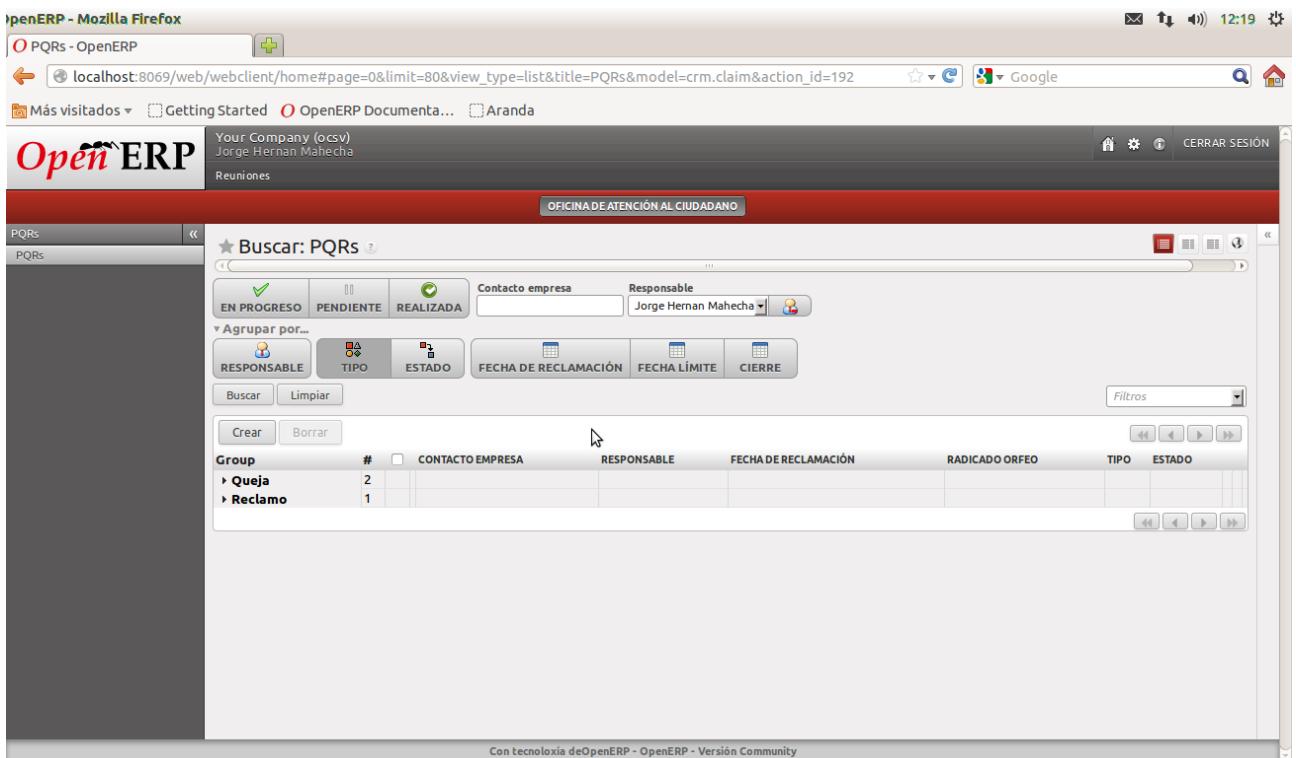 OpenERP - Mozilla Firefox
12:19
PQRs - OpenERP
localhost:8069/web/webclient/home#page=0&limit=80&view_type=list&title=PQRs&model=crm.claim&action_id=192
Google
Más visitados
Getting Started
OpenERP Documenta...
Aranda
Open ERP
Your Company (ocsv)
Jorge Hernan Mahecha
CERRAR SESIÓN
Reuniones
OFICINA DE ATENCIÓN AL CIUDADANO
PQRs
PQRs
Buscar: PQRs ?
EN PROGRESO PENDIENTE REALIZADA
Contacto empresa
Responsable
Jorge Hernan Mahecha
Agrupar por...
RESPONSABLE TIPO ESTADO FECHA DE RECLAMACIÓN FECHA LÍMITE CIERRE
Buscar Limpiar
Filtros
Crear Borrar
Group # CONTACTO EMPRESA RESPONSABLE FECHA DE RECLAMACIÓN RADICADO ORFEO TIPO ESTADO
Queja 2
Reclamo 1
Con tecnoloxía deOpenERP - OpenERP - Versión Community